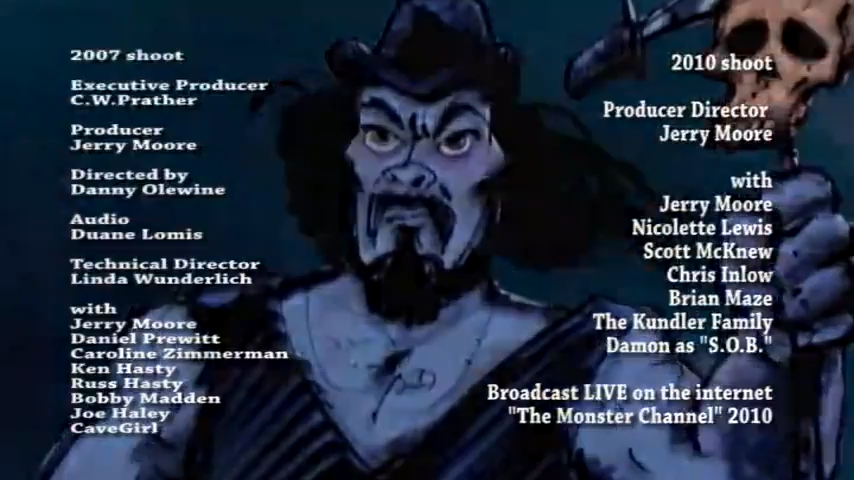 2007 shoot
Executive Producer
C.W.Prather
Producer
Jerry Moore
Directed by
Danny Olewine
Audio
Duane Lomis
Technical Director
Linda Wunderlich
with
Jerry Moore
Daniel Prewitt
Caroline Zimmerman
Ken Hasty
Russ Hasty
Bobby Madden
Joe Haley
CaveGirl
2010 shoot
Producer Director
Jerry Moore
with
Jerry Moore
Nicolette Lewis
Scott McKnew
Chris Inlow
Brian Maze
The Kundler Family
Damon as "S.O.B."
Broadcast LIVE on the internet
"The Monster Channel" 2010